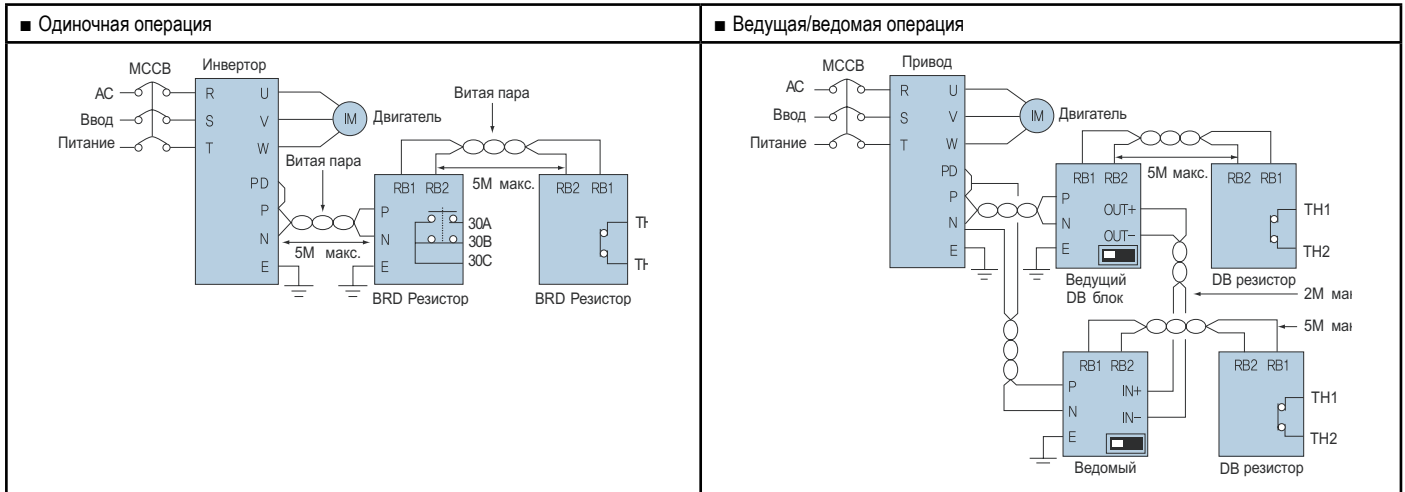 ■ Одиночная операция
MCCB
Инвертор
AC
Ввод
Питание
R
S
T
U
V
W
IM
Двигатель
Витая пара
PD
P
N
E
Витая пара
5M макс.
RB1 RB2
P
N
E
30A
30B
30C
BRD Резистор
5M макс.
RB2 RB1
BRD Резистор
■ Ведущая/ведомая операция
MCCB
Привод
AC
Ввод
Питание
R
S
T
U
V
W
IM
Двигатель
PD
P
N
E
RB1 RB2
P
N
E
OUT+
OUT−
Ведущий
DB блок
5M макс.
RB2 RB1
TH1
TH2
DB резистор
2M
5M
RB1 RB2
P
N
E
IN+
IN−
Ведомый
RB2 RB1
TH1
TH2
DB резистор